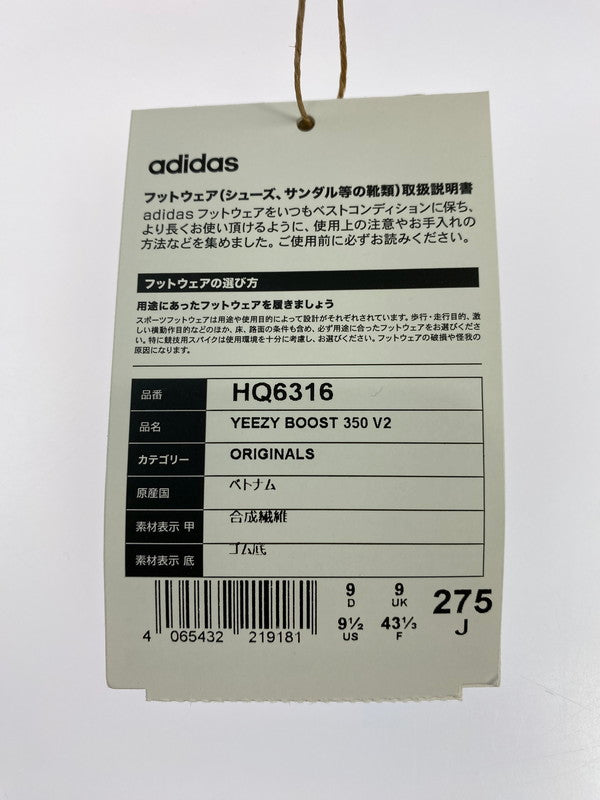 adidas
フットウェア(シューズ、サンダル等の靴類)取扱説明書
adidas フットウェアをいつもベストコンディションに保ち、
より長くお使い頂けるように、使用上の注意やお手入れの
方法などを集めました。ご使用前に必ずお読みください。
フットウェアの選び方
用途にあったフットウェアを履きましょう
スポーツフットウェアは用途や使用目的によって設計がそれぞれされています。歩行・走行目的、激
しい横動作目的などのほか、床、路面の条件も含め、必ず用途に合ったフットウェアをお選びくださ
い。特に競技用スパイクは使用環境を十分に考慮し、お選びください。フットウェアの破損や怪我の
原因になります。
品番 HQ6316
品名 YEEZY BOOST 350 V2
カテゴリー ORIGINALS
原産国 ベトナム
素材表示 甲 合成繊維
素材表示 底 ゴム底
9 9 275
D UK J
9½ 43⅓
US F
4 065432 219181